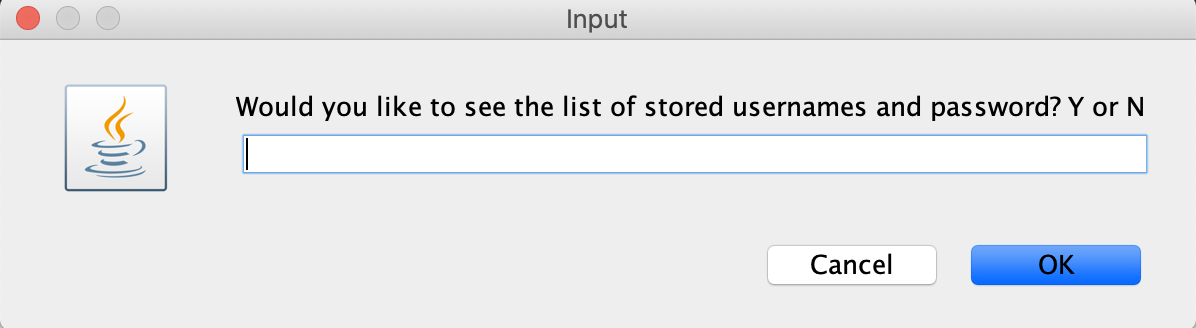 Input
Would you like to see the list of stored usernames and password? Y or N
Cancel
OK